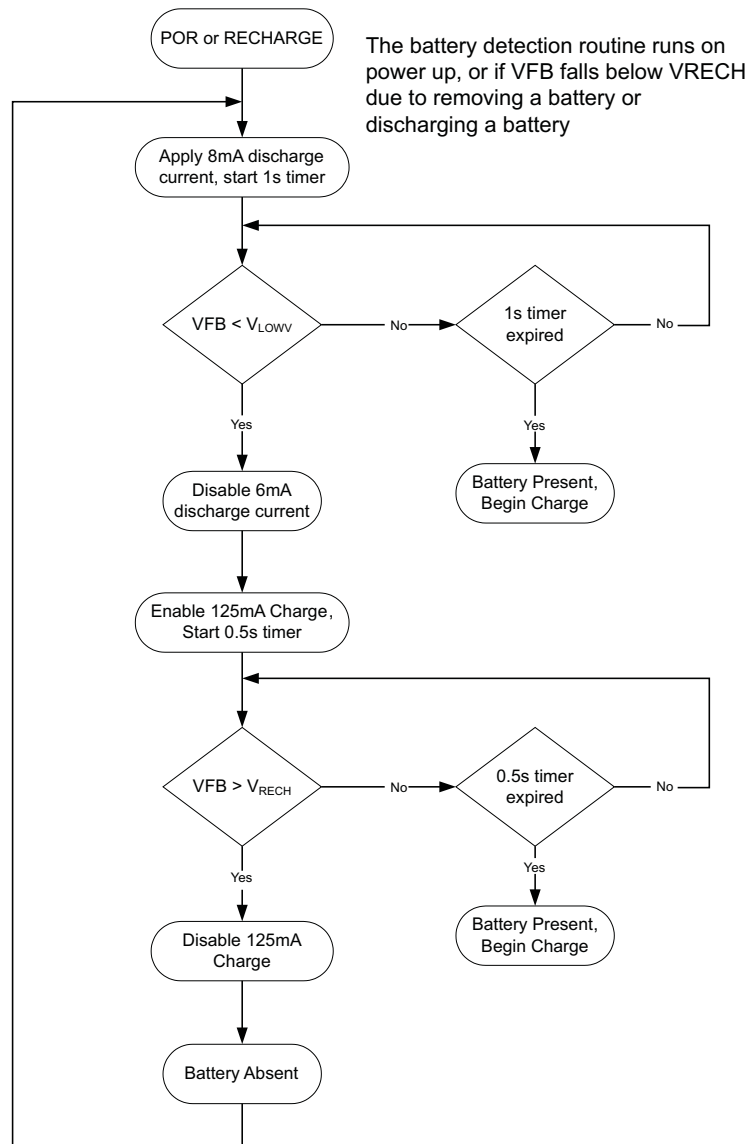 POR or RECHARGE
The battery detection routine runs on
power up, or if VFB falls below VRECH
due to removing a battery or
discharging a battery
Apply 8mA discharge
current, start 1s timer
VFB < VLOWV
No
1s timer
expired
No
Yes
Yes
Disable 6mA
discharge current
Battery Present,
Begin Charge
Enable 125mA Charge,
Start 0.5s timer
VFB > VRECH
No
0.5s timer
expired
No
Yes
Yes
Disable 125mA
Charge
Battery Present,
Begin Charge
Battery Absent